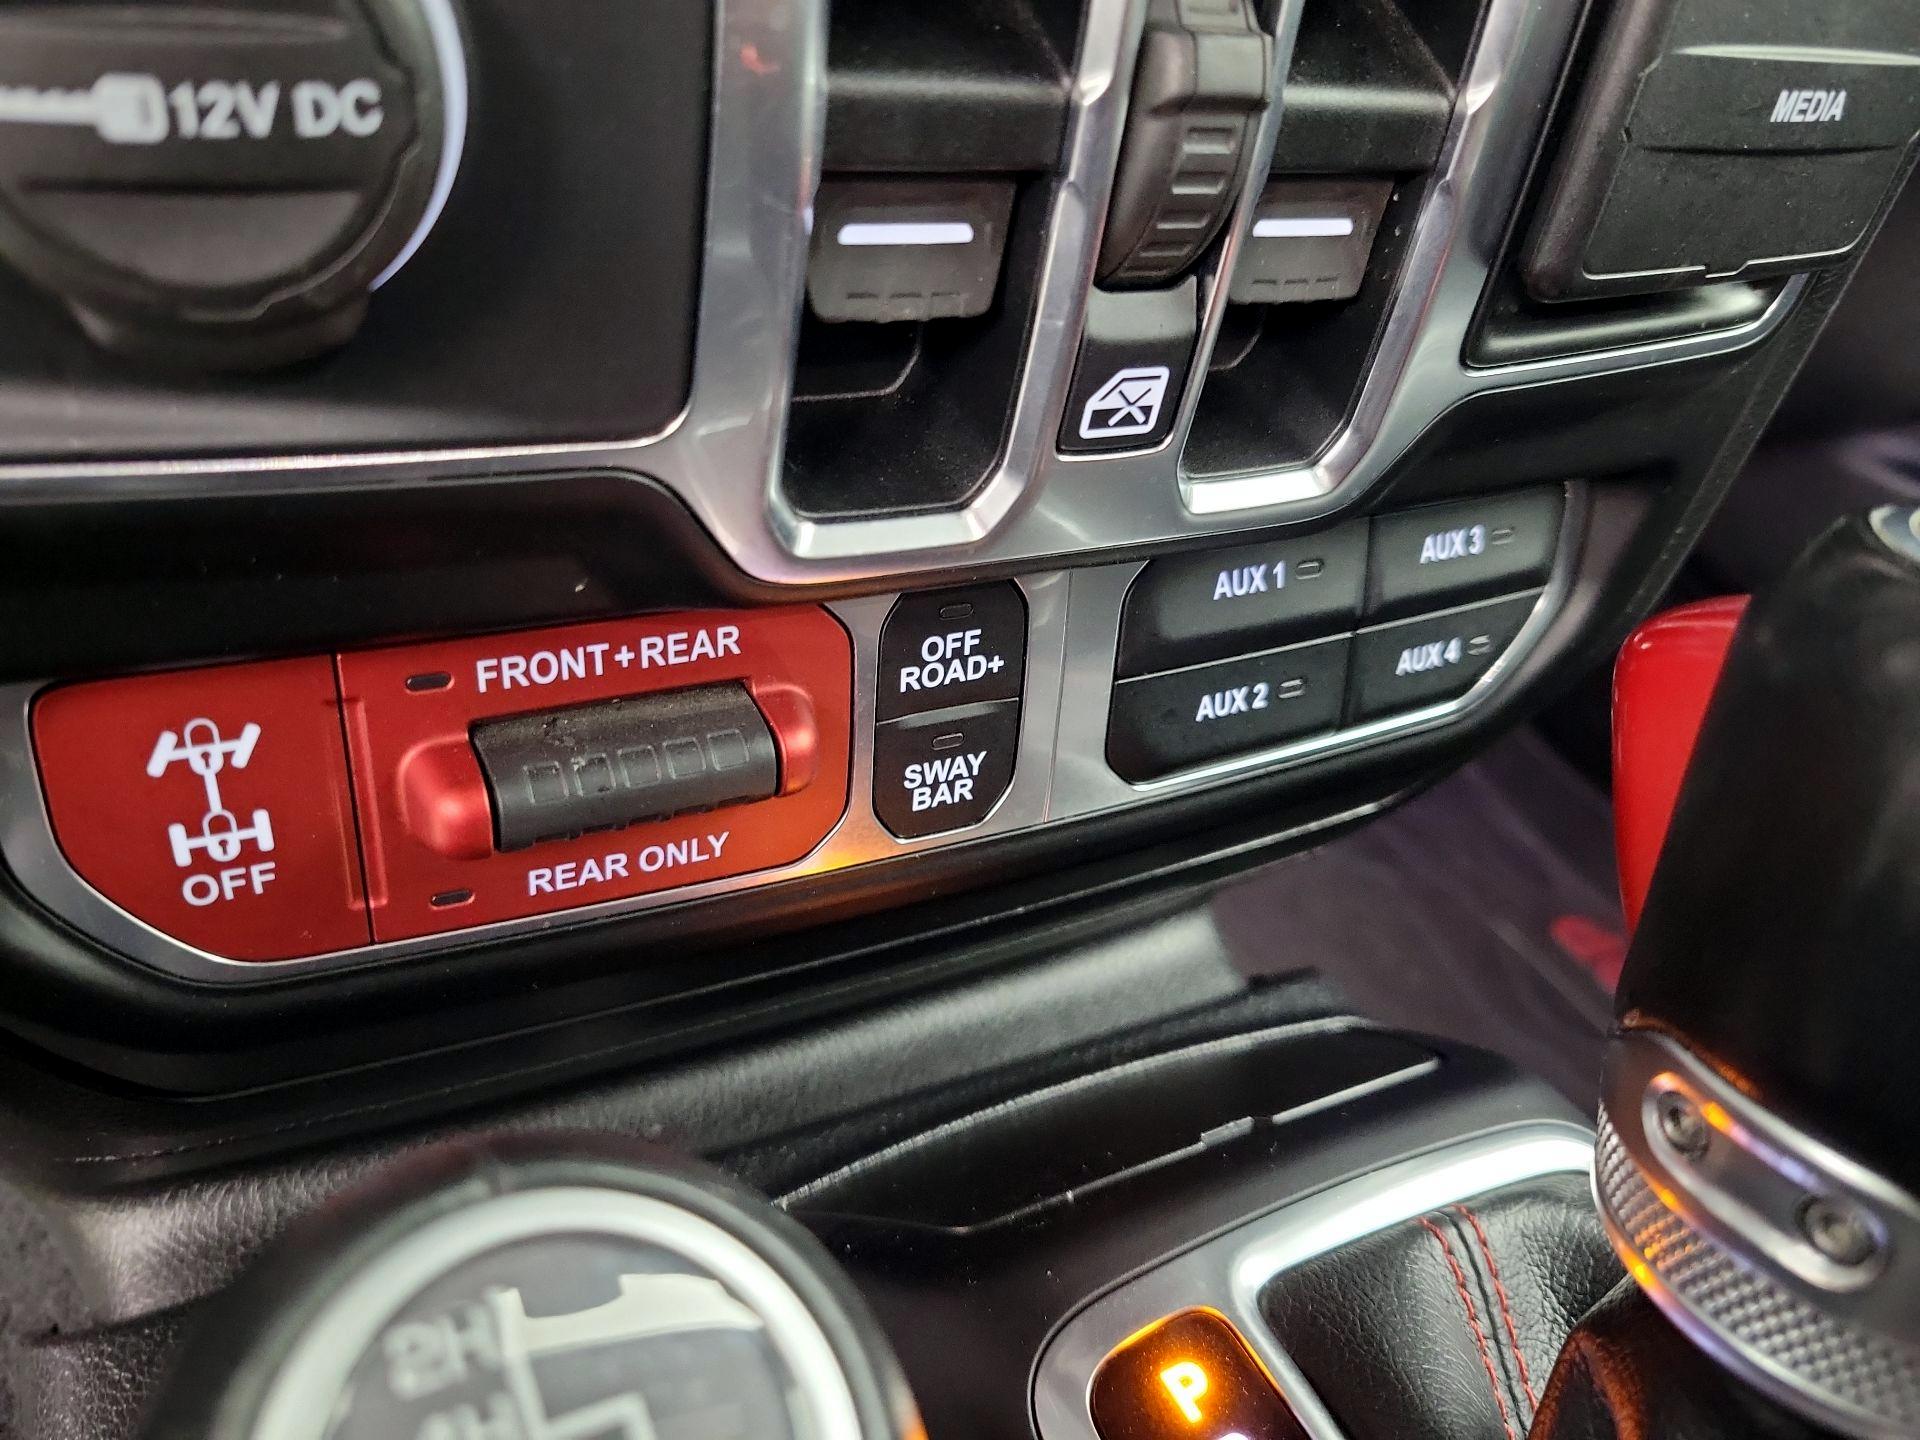 12V DC
MEDIA
AUX 1
AUX 3
AUX 2
AUX 4
FRONT+REAR
OFF
ROAD+
SWAY
BAR
OFF
REAR ONLY
2H
P